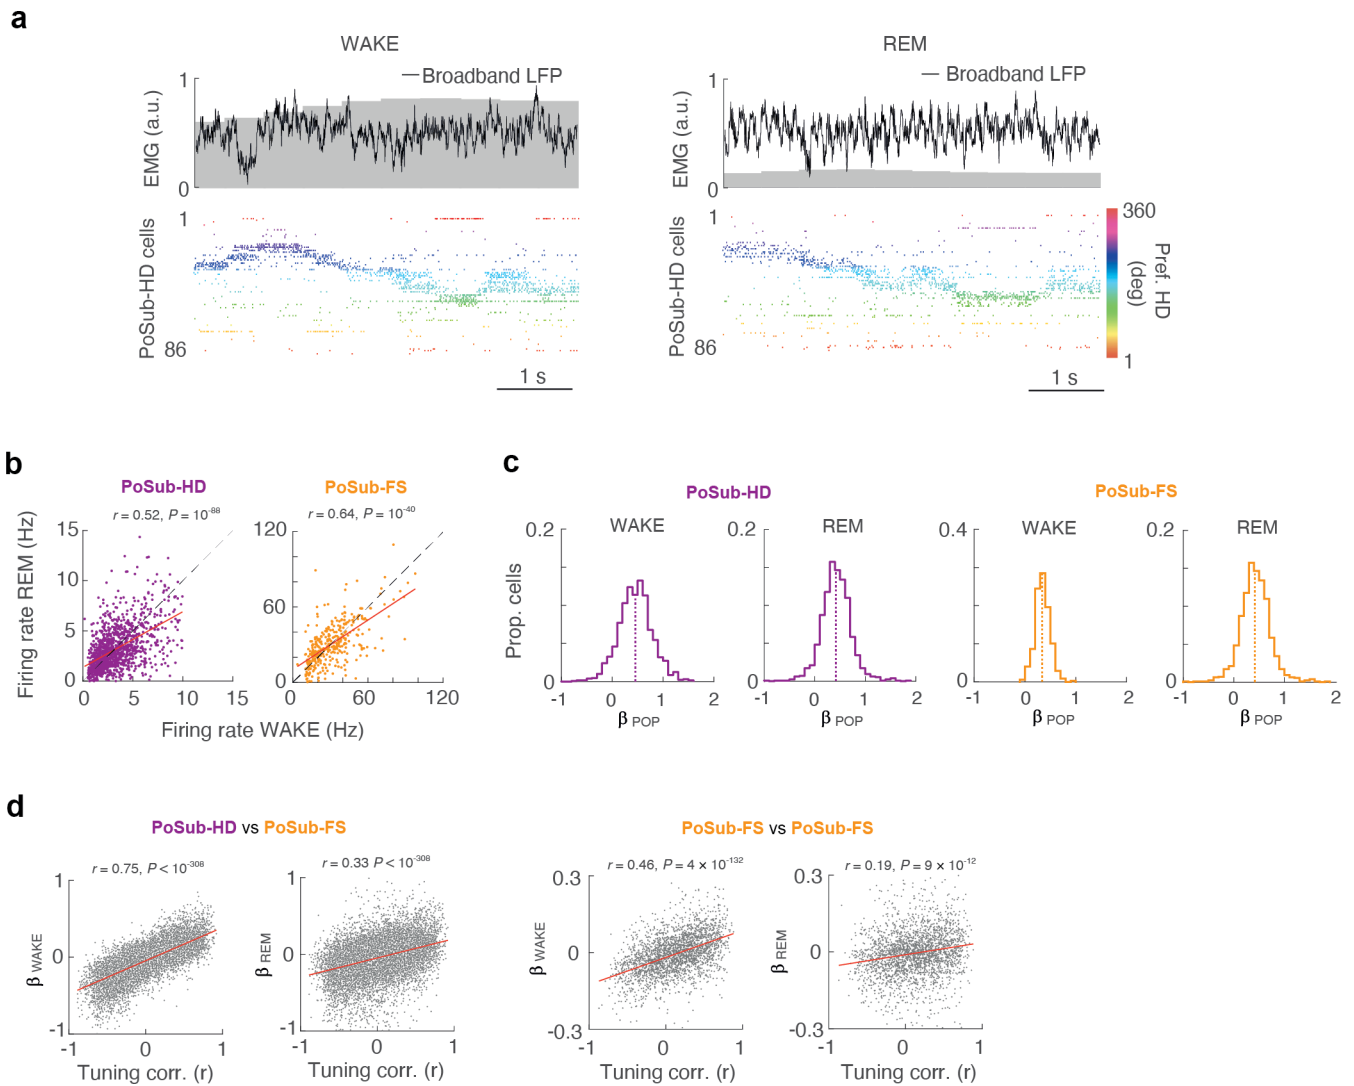 a
WAKE
REM
Broadband LFP
Broadband LFP
1
EMG (a.u.)
0
1
EMG (a.u.)
0
1
PoSub-HD cells
86
1
PoSub-HD cells
86
360
Pref. HD
(deg)
1
1 s
1 s
b
c
PoSub-HD
PoSub-FS
r = 0.52, P = 10-88
r = 0.64, P = 10-40
Firing rate REM (Hz)
15
10
5
0
0 5 10 15
120
60
0
0 60 120
Firing rate WAKE (Hz)
PoSub-HD
PoSub-FS
WAKE
REM
WAKE
REM
Prop. cells
0.2
0
-1 0 1 2
β POP
0.2
0
-1 0 1 2
β POP
0.4
0
-1 0 1 2
β POP
0.2
0
-1 0 1 2
β POP
d
PoSub-HD vs PoSub-FS
PoSub-FS vs PoSub-FS
r = 0.75, P < 10-308
r = 0.33 P < 10-308
r = 0.46, P = 4 × 10-132
r = 0.19, P = 9 × 10-12
1
0
-1
β WAKE
-1 0 1
Tuning corr. (r)
1
0
-1
β REM
-1 0 1
Tuning corr. (r)
0.3
0
-0.3
β WAKE
-1 0 1
Tuning corr. (r)
0.3
0
-0.3
β REM
-1 0 1
Tuning corr. (r)